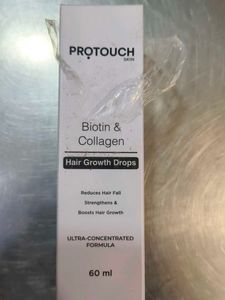 PROTOUCH
SKIN
Biotin &
Collagen
Hair Growth Drops
Reduces Hair Fall
Strengthens &
Boosts Hair Growth
ULTRA-CONCENTRATED
FORMULA
60 ml